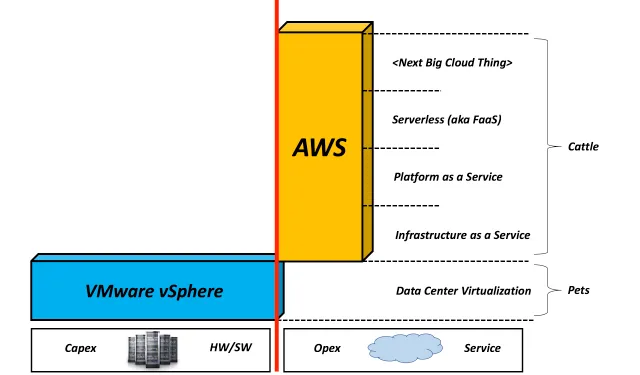 <Next Big Cloud Thing>
Serverless (aka FaaS)
AWS
Cattle
Platform as a Service
Infrastructure as a Service
VMware vSphere
Data Center Virtualization
Pets
Capex
HW/SW
Opex
Service